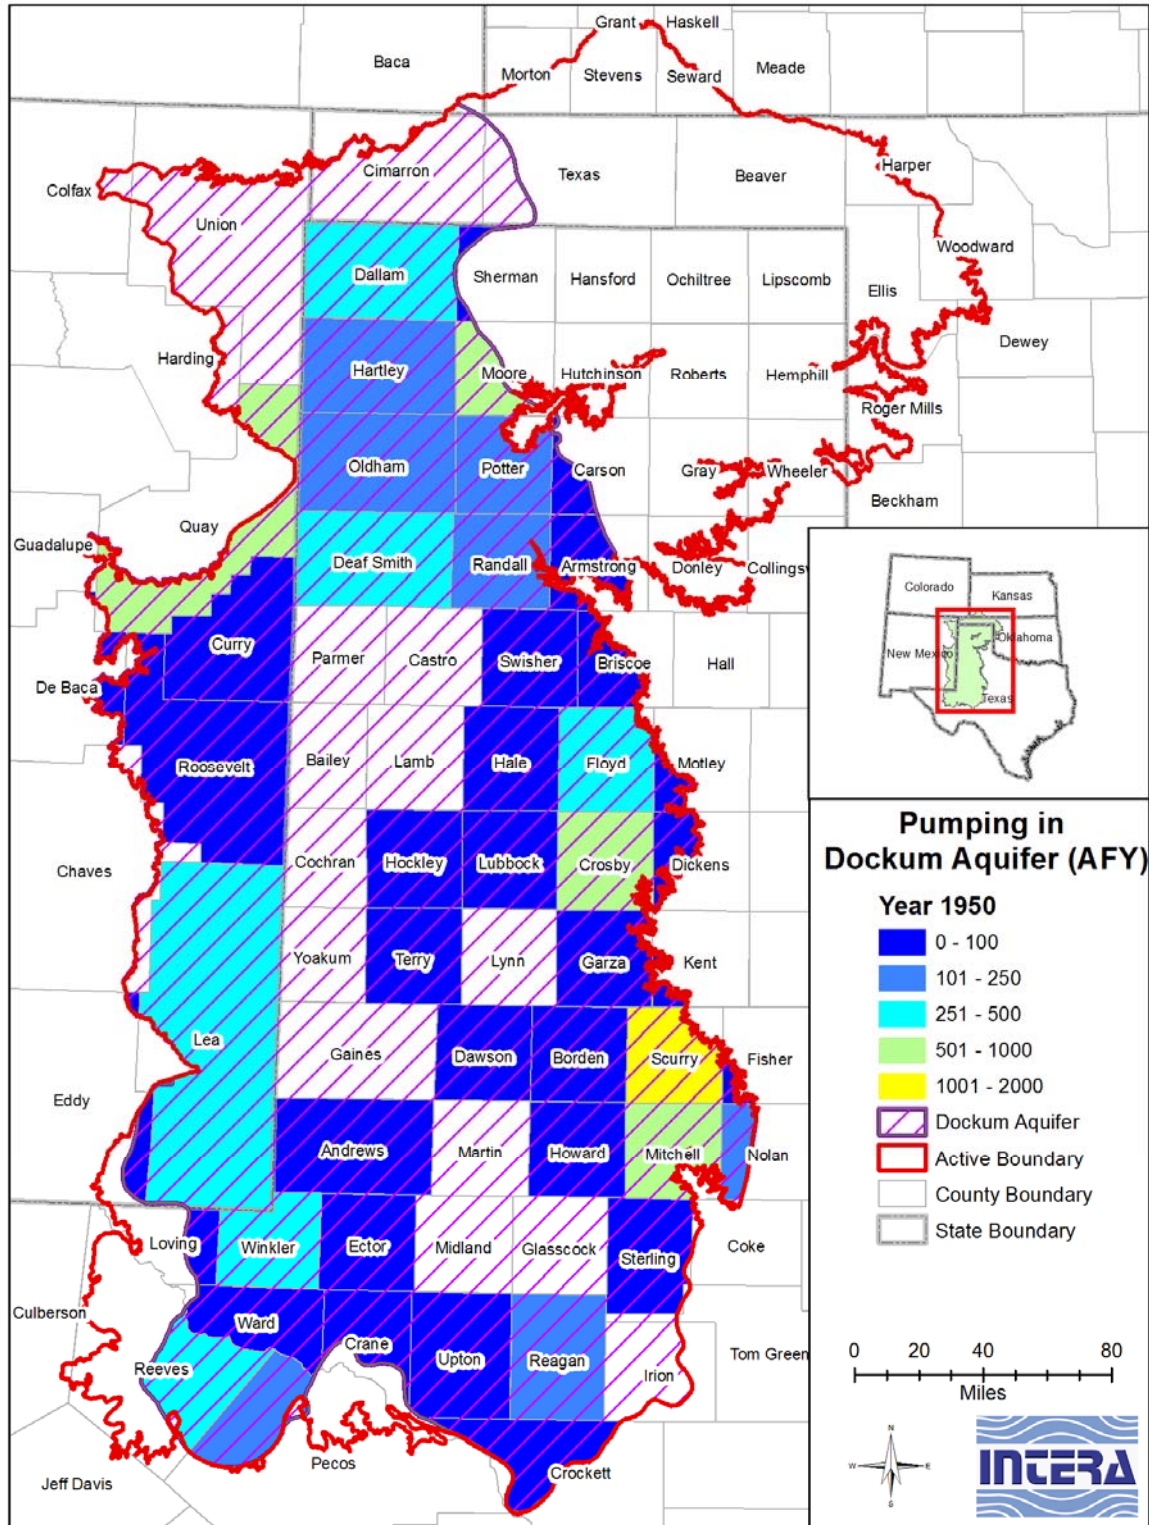 Grant
Haskell
Baca
Morton
Stevens
Seward
Meade
Colfax
Cimarron
Texas
Beaver
Harper
Union
Woodward
Dallam
Sherman
Hansford
Ochiltree
Lipscomb
Ellis
Dewey
Harding
Hartley
Moore
Hutchinson
Roberts
Hemphill
Roger Mills
Oldham
Potter
Carson
Gray
Wheeler
Beckham
Quay
Guadalupe
Deaf Smith
Randall
Armstrong
Donley
Collingsv
Curry
Parmer
Castro
Swisher
Briscoe
Hall
De Baca
Roosevelt
Bailey
Lamb
Hale
Floyd
Motley
Chaves
Cochran
Hockley
Lubbock
Crosby
Dickens
Yoakum
Terry
Lynn
Garza
Kent
Lea
Gaines
Dawson
Borden
Scurry
Fisher
Eddy
Andrews
Martin
Howard
Mitchell
Nolan
Loving
Winkler
Ector
Midland
Glasscock
Sterling
Coke
Culberson
Ward
Crane
Upton
Reagan
Irion
Tom Green
Reeves
Pecos
Crockett
Jeff Davis
Colorado
Kansas
New Mexico
Oklahoma
Texas
Pumping in
Dockum Aquifer (AFY)
Year 1950
0 - 100
101 - 250
251 - 500
501 - 1000
1001 - 2000
Dockum Aquifer
Active Boundary
County Boundary
State Boundary
0 20 40 80
Miles
N
W E
S
INTERA